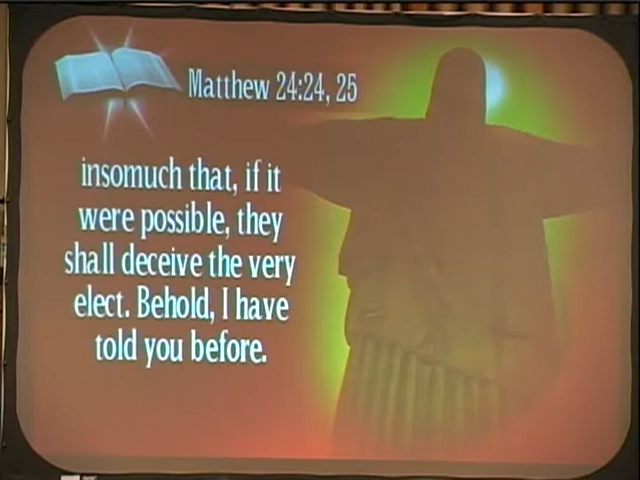 Matthew 24:24, 25
insomuch that, if it
were possible, they
shall deceive the very
elect. Behold, I have
told you before.